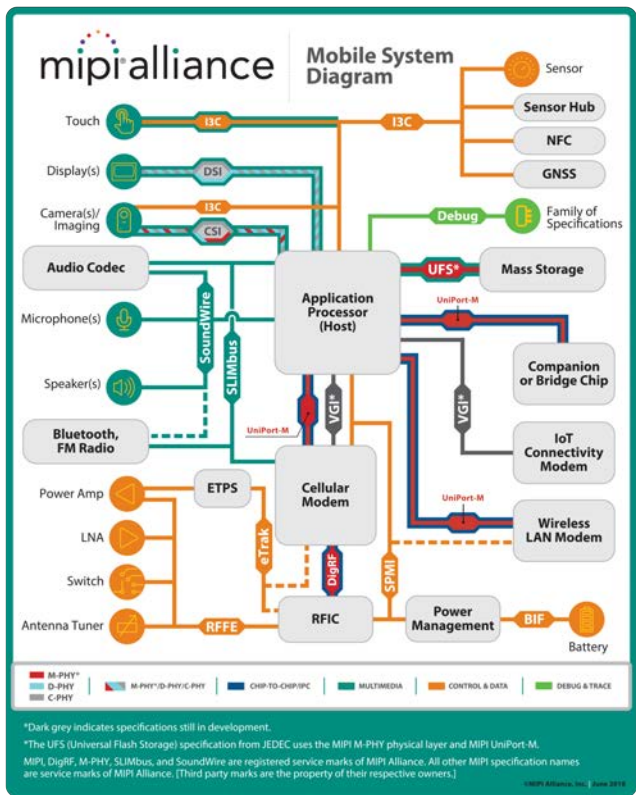 mipi alliance
Mobile System
Diagram
Sensor
Touch
I3C
I3C
Sensor Hub
NFC
GNSS
Display(s)
DSI
Camera(s)/
Imaging
I3C
CSI
Debug
Family of
Specifications
Audio Codec
UFS*
Mass Storage
Application
Processor
(Host)
UniPort-M
Microphone(s)
SoundWire
SLIMbus
Companion
or Bridge Chip
Speaker(s)
VGI*
VGI*
UniPort-M
Bluetooth,
FM Radio
IoT
Connectivity
Modem
Cellular
Modem
Power Amp
ETPS
UniPort-M
Wireless
LAN Modem
LNA
eTrak
DigRF
SPMI
Switch
Antenna Tuner
RFFE
RFIC
Power
Management
BIF
Battery
M-PHY*
D-PHY
C-PHY
M-PHY*/D-PHY/C-PHY
CHIP-TO-CHIP/IPC
MULTIMEDIA
CONTROL & DATA
DEBUG & TRACE
*Dark grey indicates specifications still in development.
*The UFS (Universal Flash Storage) specification from JEDEC uses the MIPI M-PHY physical layer and MIPI UniPort-M.
MIPI, DigRF, M-PHY, SLIMbus, and SoundWire are registered service marks of MIPI Alliance. All other MIPI specification names
are service marks of MIPI Alliance. [Third party marks are the property of their respective owners.]
©MIPI Alliance, Inc. | June 2018